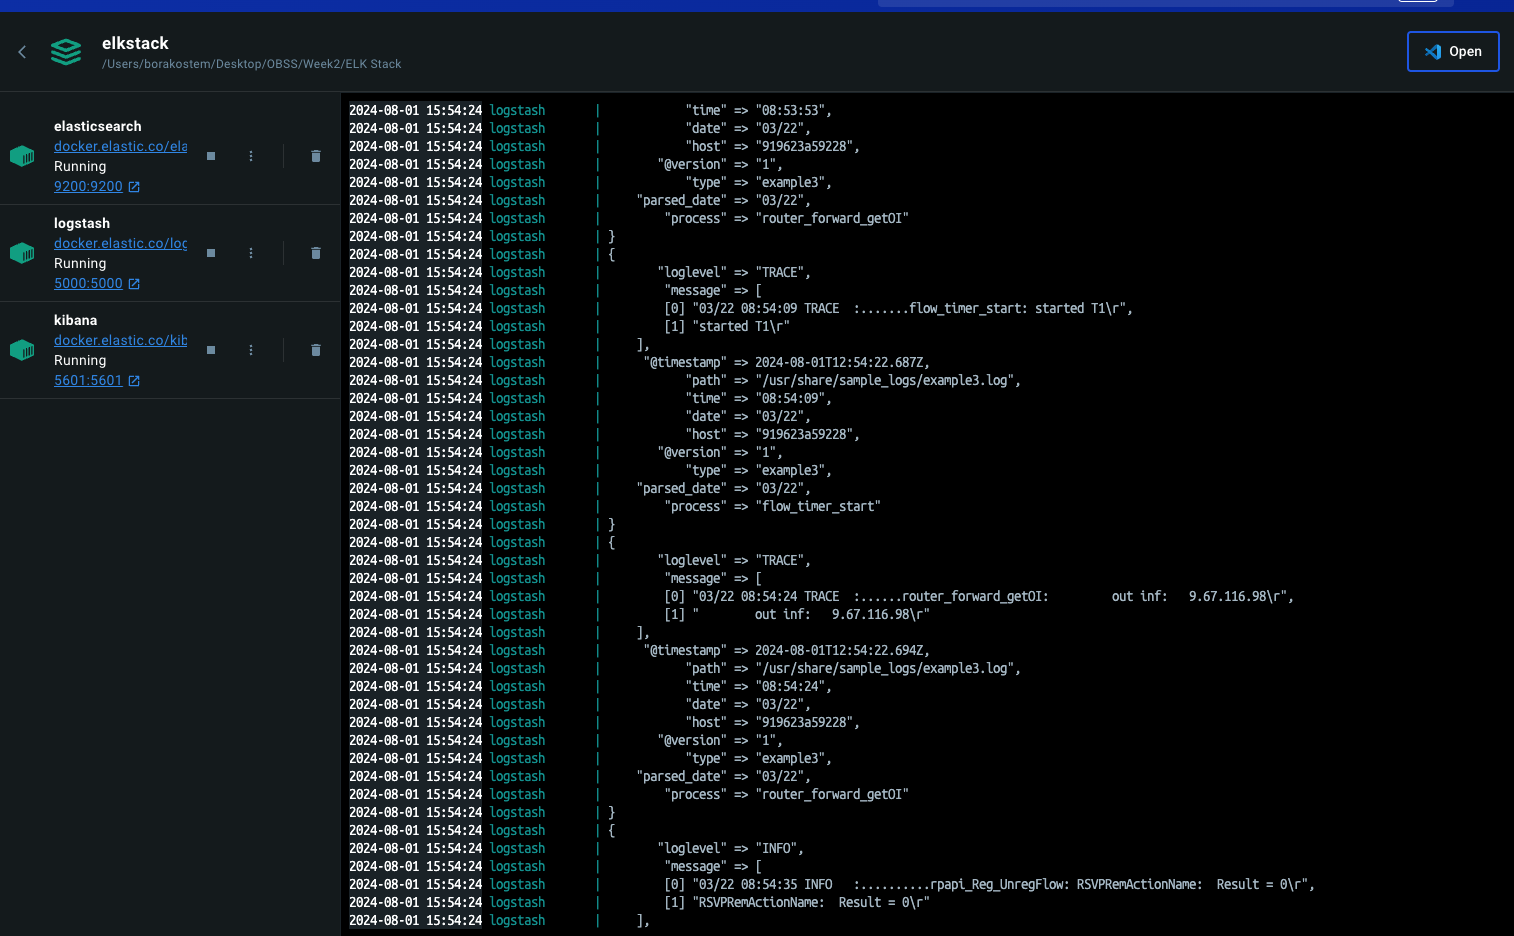 elkstack
/Users/borakostem/Desktop/OBSS/Week2/ELK Stack
Open
elasticsearch
docker.elastic.co/ela
Running
9200:9200
logstash
docker.elastic.co/log
Running
5000:5000
kibana
docker.elastic.co/kib
Running
5601:5601
2024-08-01 15:54:24 logstash | "time" => "08:53:53",
2024-08-01 15:54:24 logstash | "date" => "03/22",
2024-08-01 15:54:24 logstash | "host" => "919623a59228",
2024-08-01 15:54:24 logstash | "@version" => "1",
2024-08-01 15:54:24 logstash | "type" => "example3",
2024-08-01 15:54:24 logstash | "parsed_date" => "03/22",
2024-08-01 15:54:24 logstash | "process" => "router_forward_getOI"
2024-08-01 15:54:24 logstash | }
2024-08-01 15:54:24 logstash | {
2024-08-01 15:54:24 logstash | "loglevel" => "TRACE",
2024-08-01 15:54:24 logstash | "message" => [
2024-08-01 15:54:24 logstash | [0] "03/22 08:54:09 TRACE  :.......flow_timer_start: started T1\r",
2024-08-01 15:54:24 logstash | [1] "started T1\r"
2024-08-01 15:54:24 logstash | ],
2024-08-01 15:54:24 logstash | "@timestamp" => 2024-08-01T12:54:22.687Z,
2024-08-01 15:54:24 logstash | "path" => "/usr/share/sample_logs/example3.log",
2024-08-01 15:54:24 logstash | "time" => "08:54:09",
2024-08-01 15:54:24 logstash | "date" => "03/22",
2024-08-01 15:54:24 logstash | "host" => "919623a59228",
2024-08-01 15:54:24 logstash | "@version" => "1",
2024-08-01 15:54:24 logstash | "type" => "example3",
2024-08-01 15:54:24 logstash | "parsed_date" => "03/22",
2024-08-01 15:54:24 logstash | "process" => "flow_timer_start"
2024-08-01 15:54:24 logstash | }
2024-08-01 15:54:24 logstash | {
2024-08-01 15:54:24 logstash | "loglevel" => "TRACE",
2024-08-01 15:54:24 logstash | "message" => [
2024-08-01 15:54:24 logstash | [0] "03/22 08:54:24 TRACE  :......router_forward_getOI:         out inf:   9.67.116.98\r",
2024-08-01 15:54:24 logstash | [1] "        out inf:   9.67.116.98\r"
2024-08-01 15:54:24 logstash | ],
2024-08-01 15:54:24 logstash | "@timestamp" => 2024-08-01T12:54:22.694Z,
2024-08-01 15:54:24 logstash | "path" => "/usr/share/sample_logs/example3.log",
2024-08-01 15:54:24 logstash | "time" => "08:54:24",
2024-08-01 15:54:24 logstash | "date" => "03/22",
2024-08-01 15:54:24 logstash | "host" => "919623a59228",
2024-08-01 15:54:24 logstash | "@version" => "1",
2024-08-01 15:54:24 logstash | "type" => "example3",
2024-08-01 15:54:24 logstash | "parsed_date" => "03/22",
2024-08-01 15:54:24 logstash | "process" => "router_forward_getOI"
2024-08-01 15:54:24 logstash | }
2024-08-01 15:54:24 logstash | {
2024-08-01 15:54:24 logstash | "loglevel" => "INFO",
2024-08-01 15:54:24 logstash | "message" => [
2024-08-01 15:54:24 logstash | [0] "03/22 08:54:35 INFO   :..........rpapi_Reg_UnregFlow: RSVPRemActionName:  Result = 0\r",
2024-08-01 15:54:24 logstash | [1] "RSVPRemActionName:  Result = 0\r"
2024-08-01 15:54:24 logstash | ],